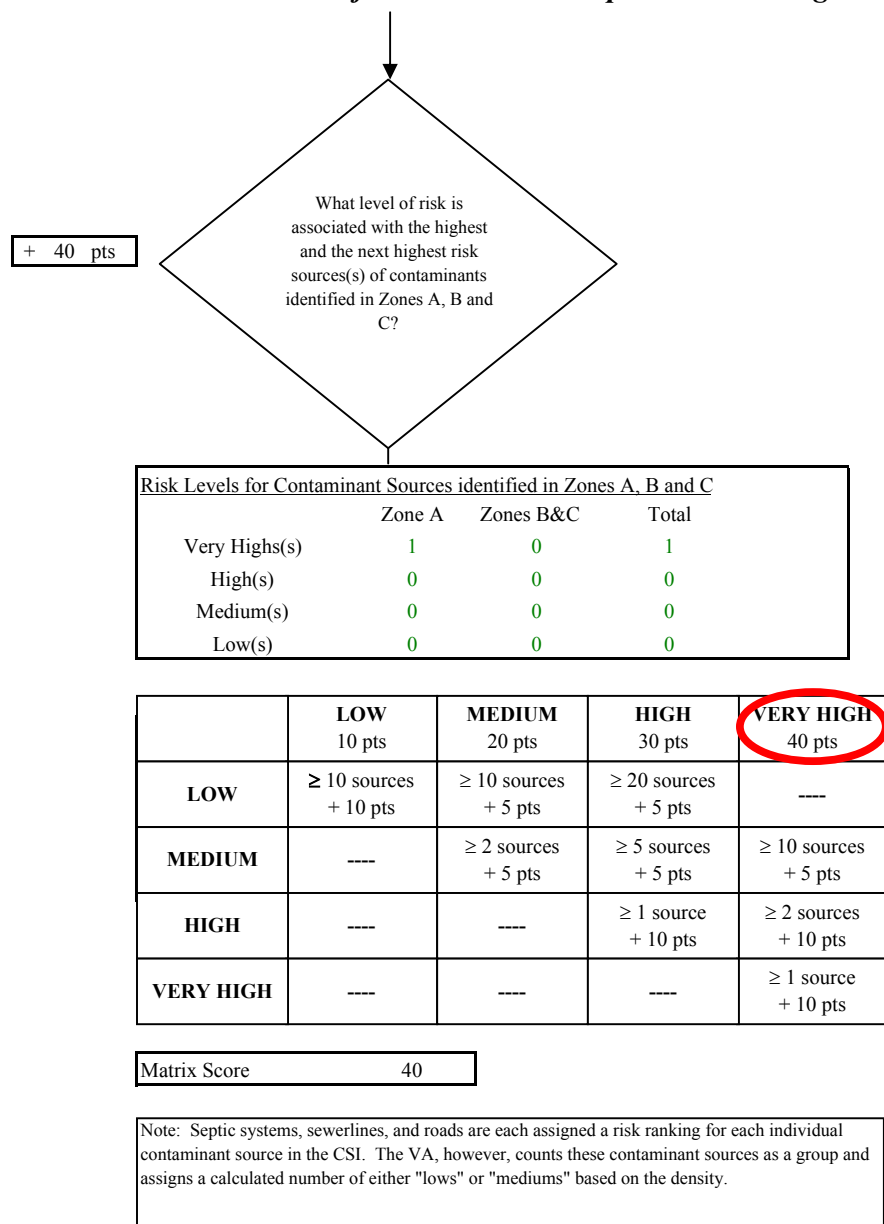 + 40 pts
What level of risk is
associated with the highest
and the next highest risk
sources(s) of contaminants
identified in Zones A, B and
C?
Risk Levels for Contaminant Sources identified in Zones A, B and C
Zone A Zones B&C Total
Very Highs(s) 1 0 1
High(s) 0 0 0
Medium(s) 0 0 0
Low(s) 0 0 0
LOW MEDIUM HIGH VERY HIGH
10 pts 20 pts 30 pts 40 pts
LOW ≥ 10 sources ≥ 10 sources ≥ 20 sources ----
+ 10 pts + 5 pts + 5 pts
MEDIUM ---- ≥ 2 sources ≥ 5 sources ≥ 10 sources
+ 5 pts + 5 pts + 5 pts
HIGH ---- ---- ≥ 1 source ≥ 2 sources
+ 10 pts + 10 pts
VERY HIGH ---- ---- ---- ≥ 1 source
+ 10 pts
Matrix Score 40
Note: Septic systems, sewerlines, and roads are each assigned a risk ranking for each individual
contaminant source in the CSI. The VA, however, counts these contaminant sources as a group and
assigns a calculated number of either "lows" or "mediums" based on the density.